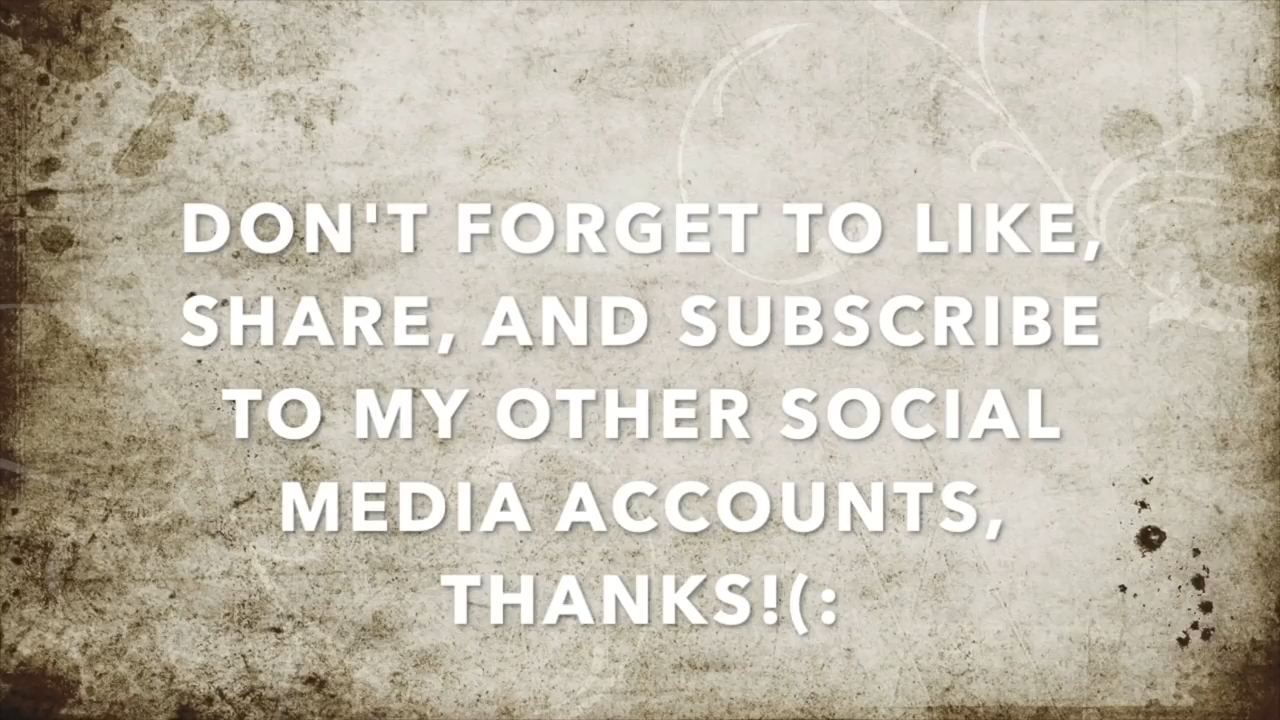 DON'T FORGET TO LIKE,
SHARE, AND SUBSCRIBE
TO MY OTHER SOCIAL
MEDIA ACCOUNTS,
THANKS!(: